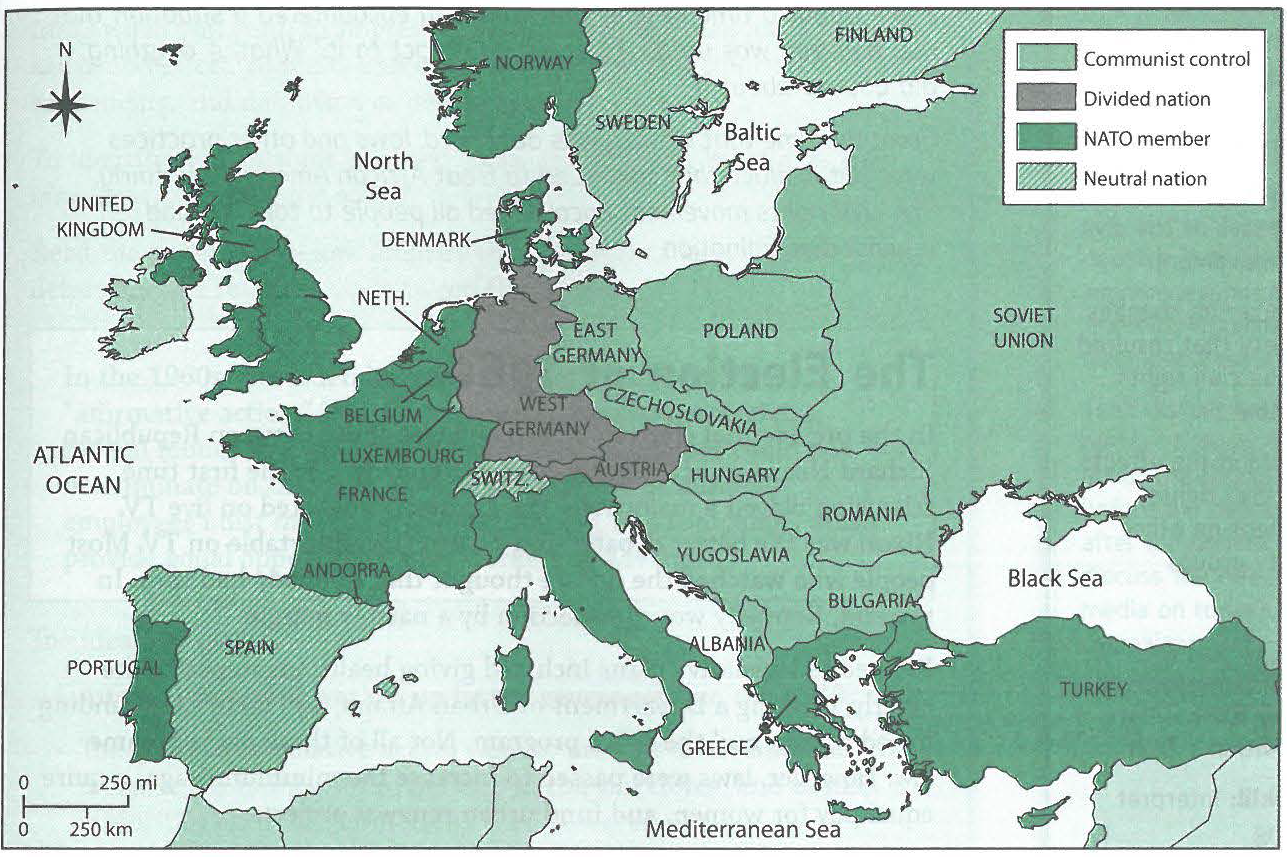 N
Communist control
Divided nation
NATO member
Neutral nation
FINLAND
NORWAY
SWEDEN
Baltic
Sea
North
Sea
UNITED
KINGDOM
DENMARK
NETH.
EAST
GERMANY
POLAND
SOVIET
UNION
BELGIUM
WEST
GERMANY
CZECHOSLOVAKIA
LUXEMBOURG
ATLANTIC
OCEAN
FRANCE
SWITZ.
AUSTRIA
HUNGARY
ROMANIA
YUGOSLAVIA
Black Sea
ANDORRA
BULGARIA
SPAIN
ALBANIA
PORTUGAL
TURKEY
GREECE
0 250 mi
0 250 km
Mediterranean Sea